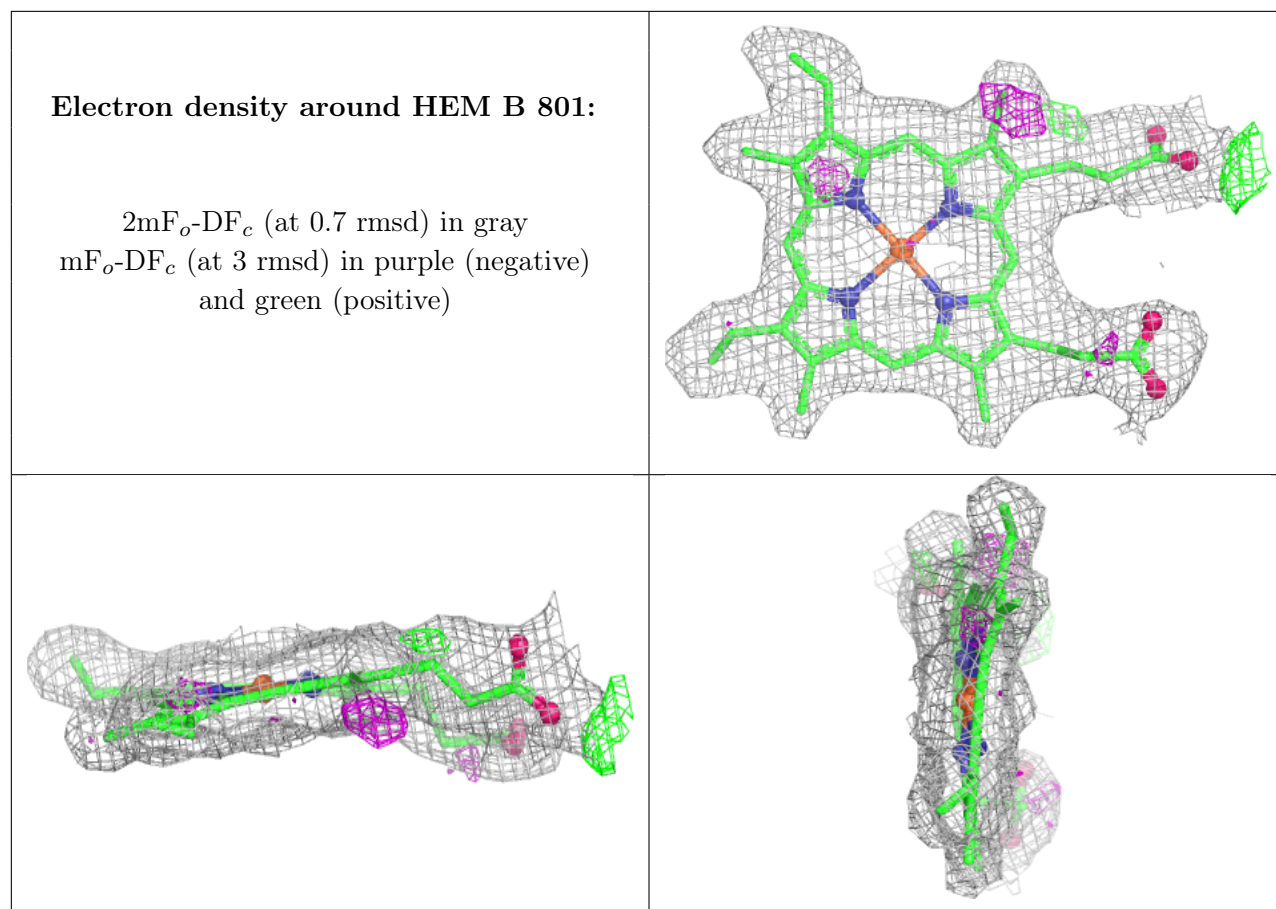 Electron density around HEM B 801:
2mFo-DFc (at 0.7 rmsd) in gray
mFo-DFc (at 3 rmsd) in purple (negative)
and green (positive)